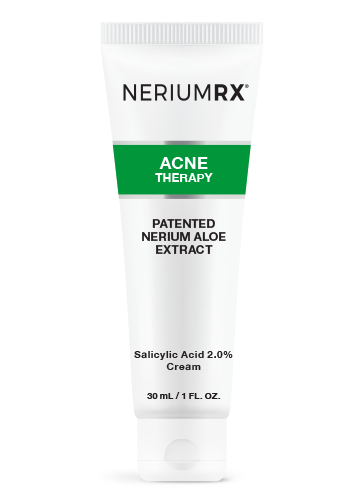 NERIUMRX®
ACNE
THERAPY
PATENTED
NERIUM ALOE
EXTRACT
Salicylic Acid 2.0%
Cream
30 mL / 1 FL. OZ.